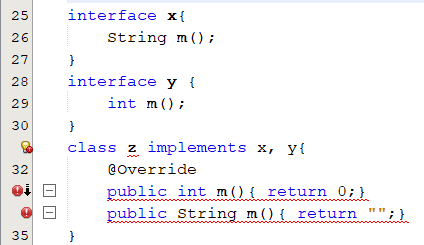 25 interface x{
26     String m();
27 }
28 interface y {
29     int m();
30 }
class z implements x, y{
32     @Override
public int m(){ return 0;}
public String m(){ return "";}
35 }